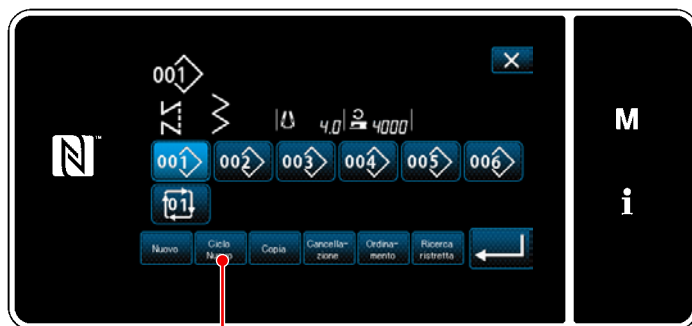 001
4.0 4000
M
001 002 003 004 005 006
01
i
Nuovo Ciclo Nuovo Copia Cancella- zione Ordina- mento Ricerca ristretta